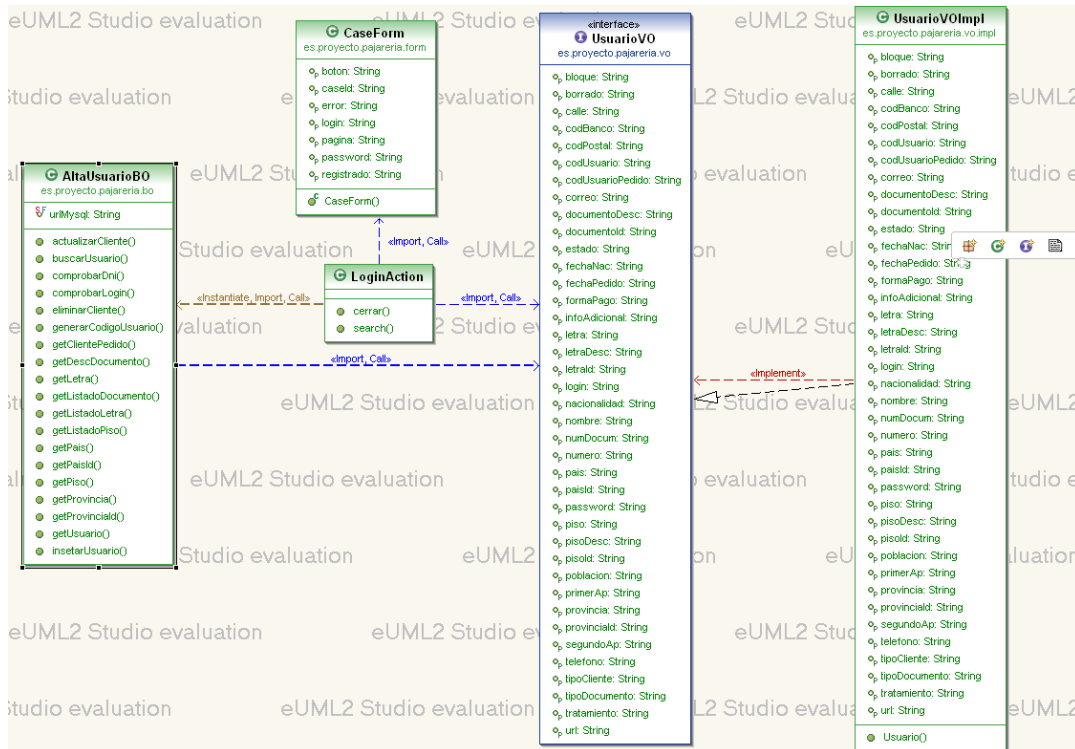 CaseForm
es.proyecto.pajareria.form
boton: String
caseId: String
error: String
login: String
pagina: String
password: String
registrado: String
CaseForm()
AltaUsuarioBO
es.proyecto.pajareria.bo
urlMysql: String
actualizarCliente()
buscarUsuario()
comprobarDni()
comprobarLogin()
eliminarCliente()
generarCodigoUsuario()
getClientePedido()
getDescDocumento()
getLetra()
getListadoDocumento()
getListadoLetra()
getListadoPiso()
getPais()
getPaisId()
getPiso()
getProvincia()
getProvinciaId()
getUsuario()
insetarUsuario()
«Import, Call»
LoginAction
cerrar()
search()
«Instantiate, Import, Call»
«Import, Call»
«Import, Call»
«interface»
UsuarioVO
es.proyecto.pajareria.vo
bloque: String
borrado: String
calle: String
codBanco: String
codPostal: String
codUsuario: String
codUsuarioPedido: String
correo: String
documentoDesc: String
documentoId: String
estado: String
fechaNac: String
fechaPedido: String
formaPago: String
infoAdicional: String
letra: String
letraDesc: String
letraId: String
login: String
nacionalidad: String
nombre: String
numDocum: String
numero: String
pais: String
paisId: String
password: String
piso: String
pisoDesc: String
pisoId: String
poblacion: String
primerAp: String
provincia: String
provinciaId: String
segundoAp: String
telefono: String
tipoCliente: String
tipoDocumento: String
tratamiento: String
url: String
«Implement»
UsuarioVOImpl
es.proyecto.pajareria.vo.impl
bloque: String
borrado: String
calle: String
codBanco: String
codPostal: String
codUsuario: String
codUsuarioPedido: String
correo: String
documentoDesc: String
documentoId: String
estado: String
fechaNac: Strin
fechaPedido: String
formaPago: String
infoAdicional: String
letra: String
letraDesc: String
letraId: String
login: String
nacionalidad: String
nombre: String
numDocum: String
numero: String
pais: String
paisId: String
password: String
piso: String
pisoDesc: String
pisoId: String
poblacion: String
primerAp: String
provincia: String
provinciaId: String
segundoAp: String
telefono: String
tipoCliente: String
tipoDocumento: String
tratamiento: String
url: String
Usuario()
eUML2 Studio evaluation